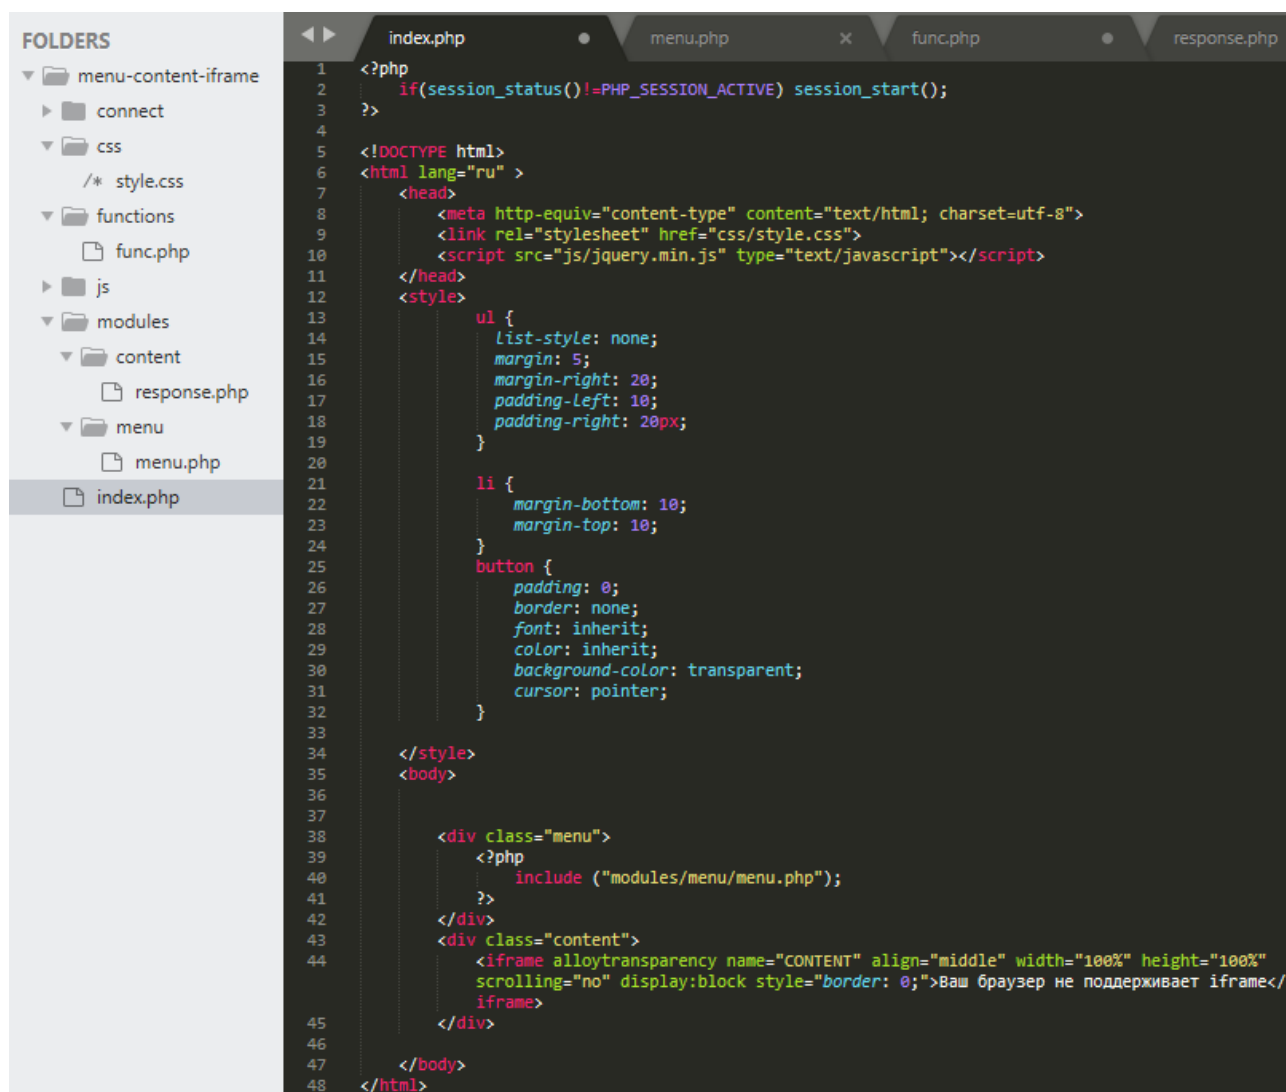 FOLDERS
menu-content-iframe
connect
css
/* style.css
functions
func.php
js
modules
content
response.php
menu
menu.php
index.php
index.php menu.php × func.php response.php
1 <?php
2 if(session_status()!=PHP_SESSION_ACTIVE) session_start();
3 ?>
4
5 <!DOCTYPE html>
6 <html lang="ru" >
7 <head>
8 <meta http-equiv="content-type" content="text/html; charset=utf-8">
9 <link rel="stylesheet" href="css/style.css">
10 <script src="js/jquery.min.js" type="text/javascript"></script>
11 </head>
12 <style>
13 ul {
14 list-style: none;
15 margin: 5;
16 margin-right: 20;
17 padding-left: 10;
18 padding-right: 20px;
19 }
20
21 li {
22 margin-bottom: 10;
23 margin-top: 10;
24 }
25 button {
26 padding: 0;
27 border: none;
28 font: inherit;
29 color: inherit;
30 background-color: transparent;
31 cursor: pointer;
32 }
33
34 </style>
35 <body>
36
37
38 <div class="menu">
39 <?php
40 include ("modules/menu/menu.php");
41 ?>
42 </div>
43 <div class="content">
44 <iframe alloytransparency name="CONTENT" align="middle" width="100%" height="100%"
scrolling="no" display:block style="border: 0;">Ваш браузер не поддерживает iframe</
iframe>
45 </div>
46
47 </body>
48 </html>